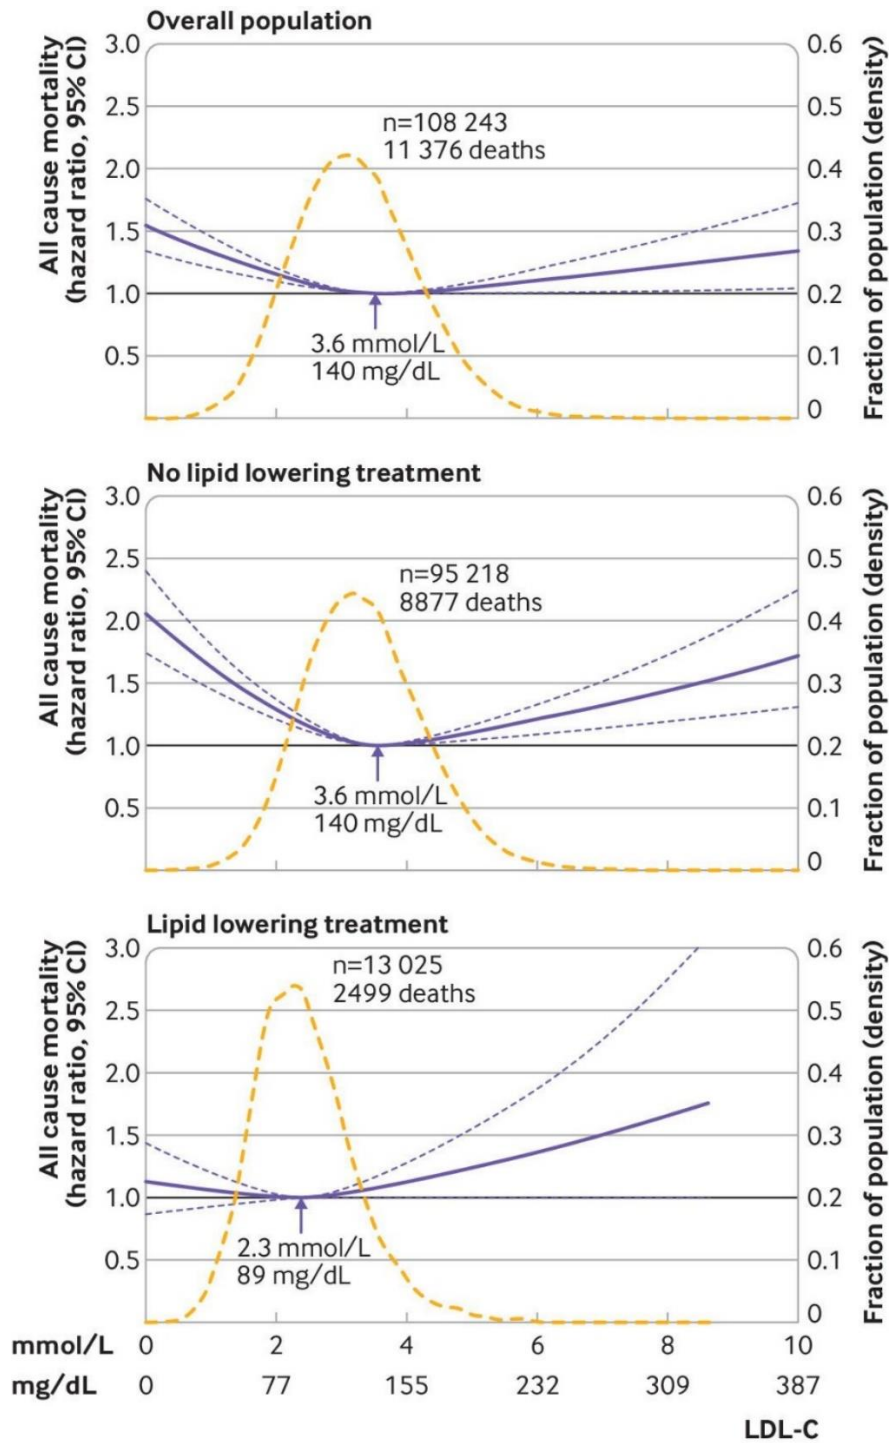 Overall population
All cause mortality
(hazard ratio, 95% CI)
3.0
2.5
2.0
1.5
1.0
0.5
n=108 243
11 376 deaths
3.6 mmol/L
140 mg/dL
0.6
0.5
0.4
0.3
0.2
0.1
0
Fraction of population (density)
No lipid lowering treatment
All cause mortality
(hazard ratio, 95% CI)
3.0
2.5
2.0
1.5
1.0
0.5
n=95 218
8877 deaths
3.6 mmol/L
140 mg/dL
0.6
0.5
0.4
0.3
0.2
0.1
0
Fraction of population (density)
Lipid lowering treatment
All cause mortality
(hazard ratio, 95% CI)
3.0
2.5
2.0
1.5
1.0
0.5
n=13 025
2499 deaths
2.3 mmol/L
89 mg/dL
0.6
0.5
0.4
0.3
0.2
0.1
0
Fraction of population (density)
mmol/L 0 2 4 6 8 10
mg/dL 0 77 155 232 309 387
LDL-C